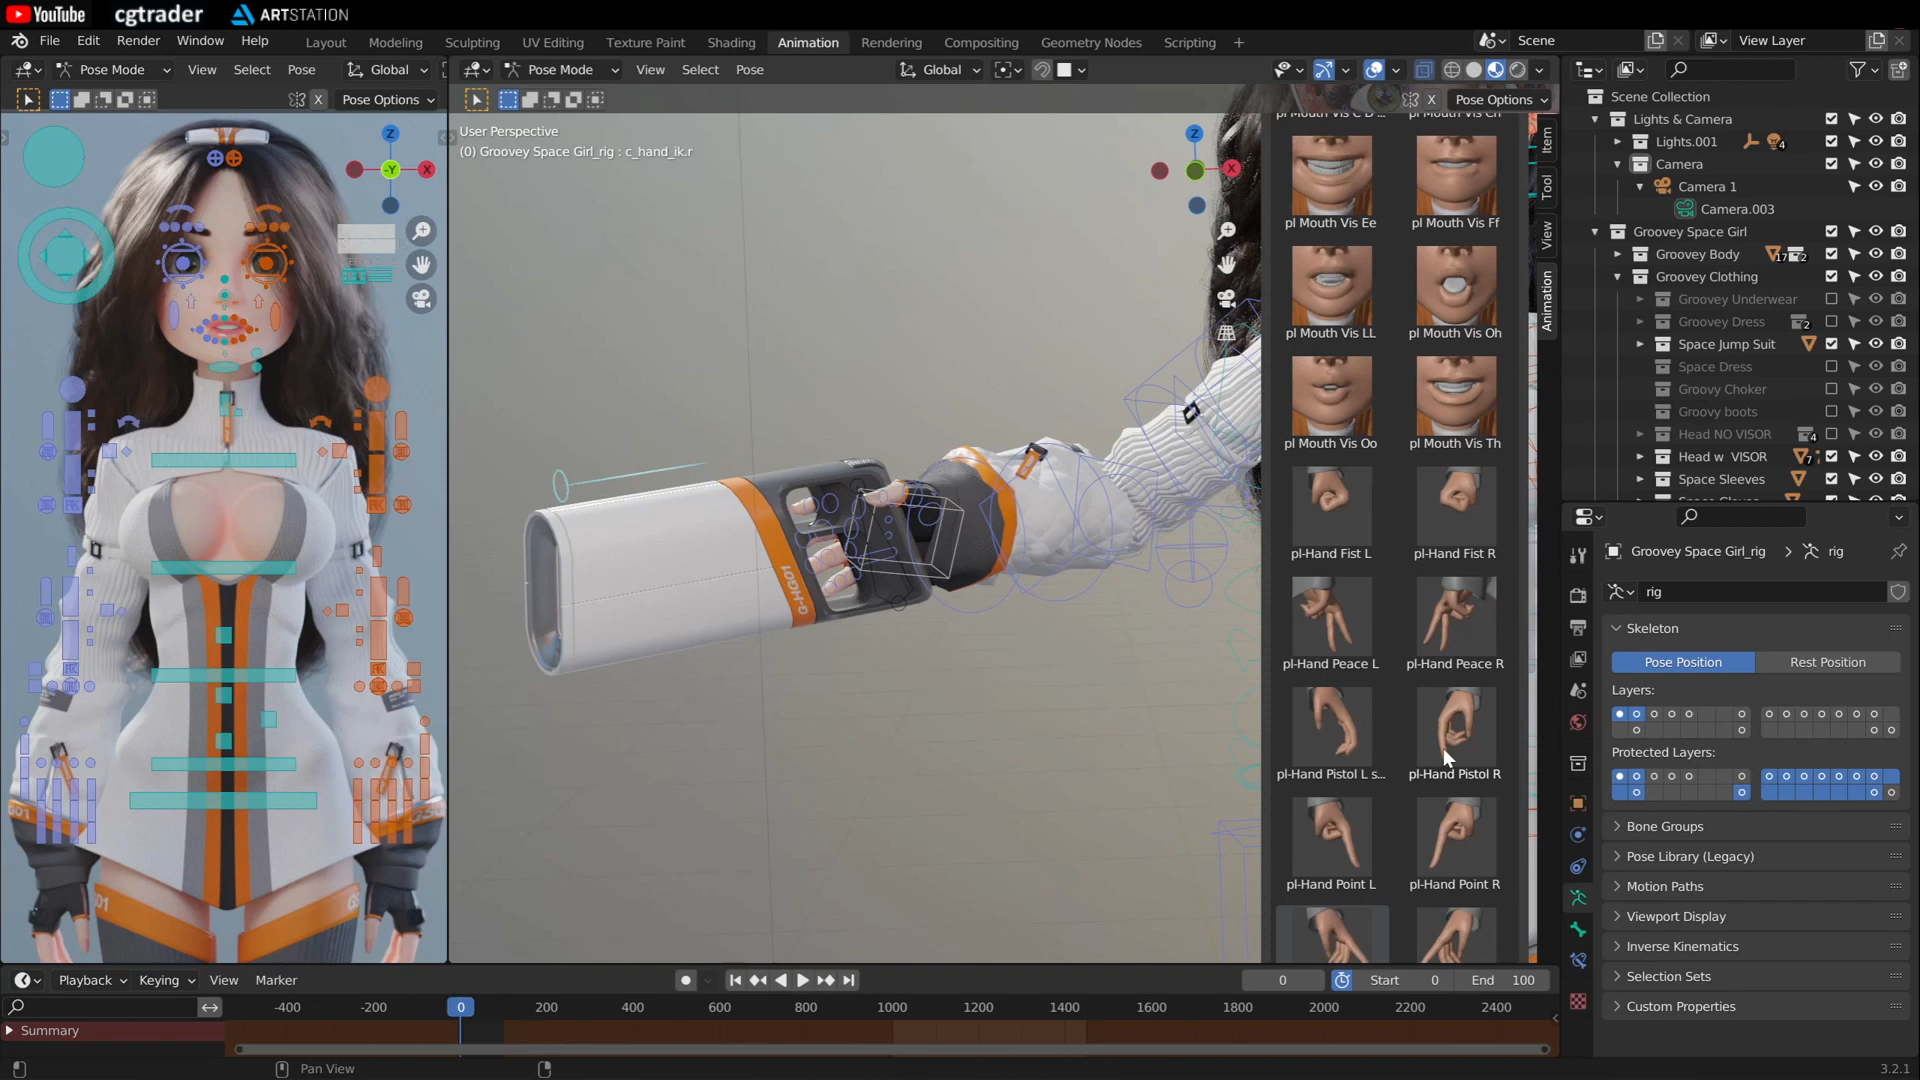 YouTube cgtrader ARTSTATION
File Edit Render Window Help Layout Modeling Sculpting UV Editing Texture Paint Shading Animation Rendering Compositing Geometry Nodes Scripting + Scene View Layer
Pose Mode View Select Pose Global Pose Mode View Select Pose Global
X Pose Options X Pose Options
User Perspective
(0) Groovey Space Girl_rig : c_hand_ik.r
Z
-Y
X
Z
X
pl Mouth Vis Ee pl Mouth Vis Ff
pl Mouth Vis LL pl Mouth Vis Oh
pl Mouth Vis Oo pl Mouth Vis Th
pl-Hand Fist L pl-Hand Fist R
pl-Hand Peace L pl-Hand Peace R
pl-Hand Pistol L s... pl-Hand Pistol R
pl-Hand Point L pl-Hand Point R
Item
Tool
View
Animation
G-HG01
Scene Collection
Lights & Camera
Lights.001 4
Camera
Camera 1
Camera.003
Groovey Space Girl
Groovey Body 17 2
Groovey Clothing
Groovey Underwear
Groovey Dress 2
Space Jump Suit
Space Dress
Groovy Choker
Groovy boots
Head NO VISOR 4
Head w VISOR 7
Space Sleeves
Groovey Space Girl_rig > rig
rig
Skeleton
Pose Position Rest Position
Layers:
Protected Layers:
Bone Groups
Pose Library (Legacy)
Motion Paths
Viewport Display
Inverse Kinematics
Selection Sets
Custom Properties
Playback Keying View Marker 0 Start 0 End 100
-400 -200 0 200 400 600 800 1000 1200 1400 1600 1800 2000 2200 2400
Summary
Pan View 3.2.1